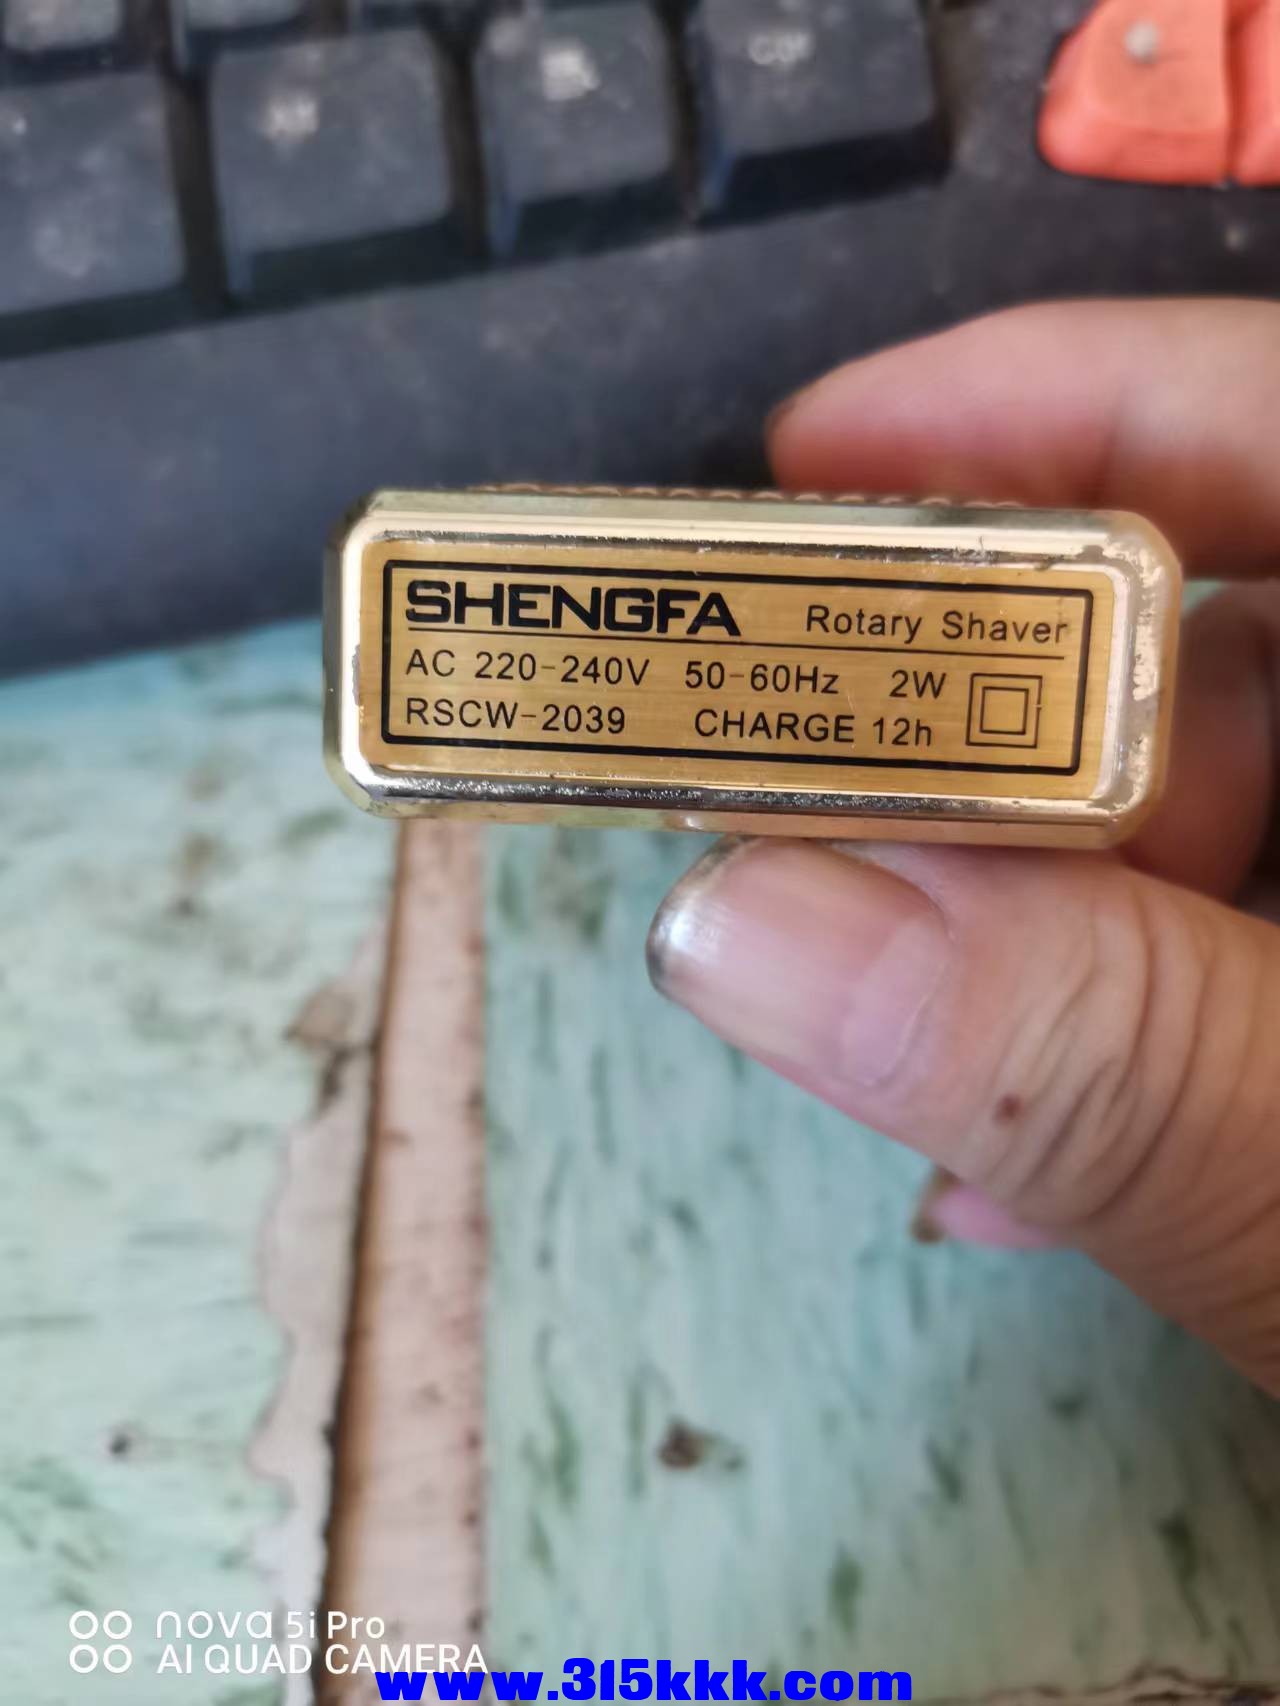 SHENGFA Rotary Shaver
AC 220-240V 50-60Hz 2W
RSCW-2039 CHARGE 12h
nova 5i Pro
AI QUAD CAMERA
www.315kkk.com